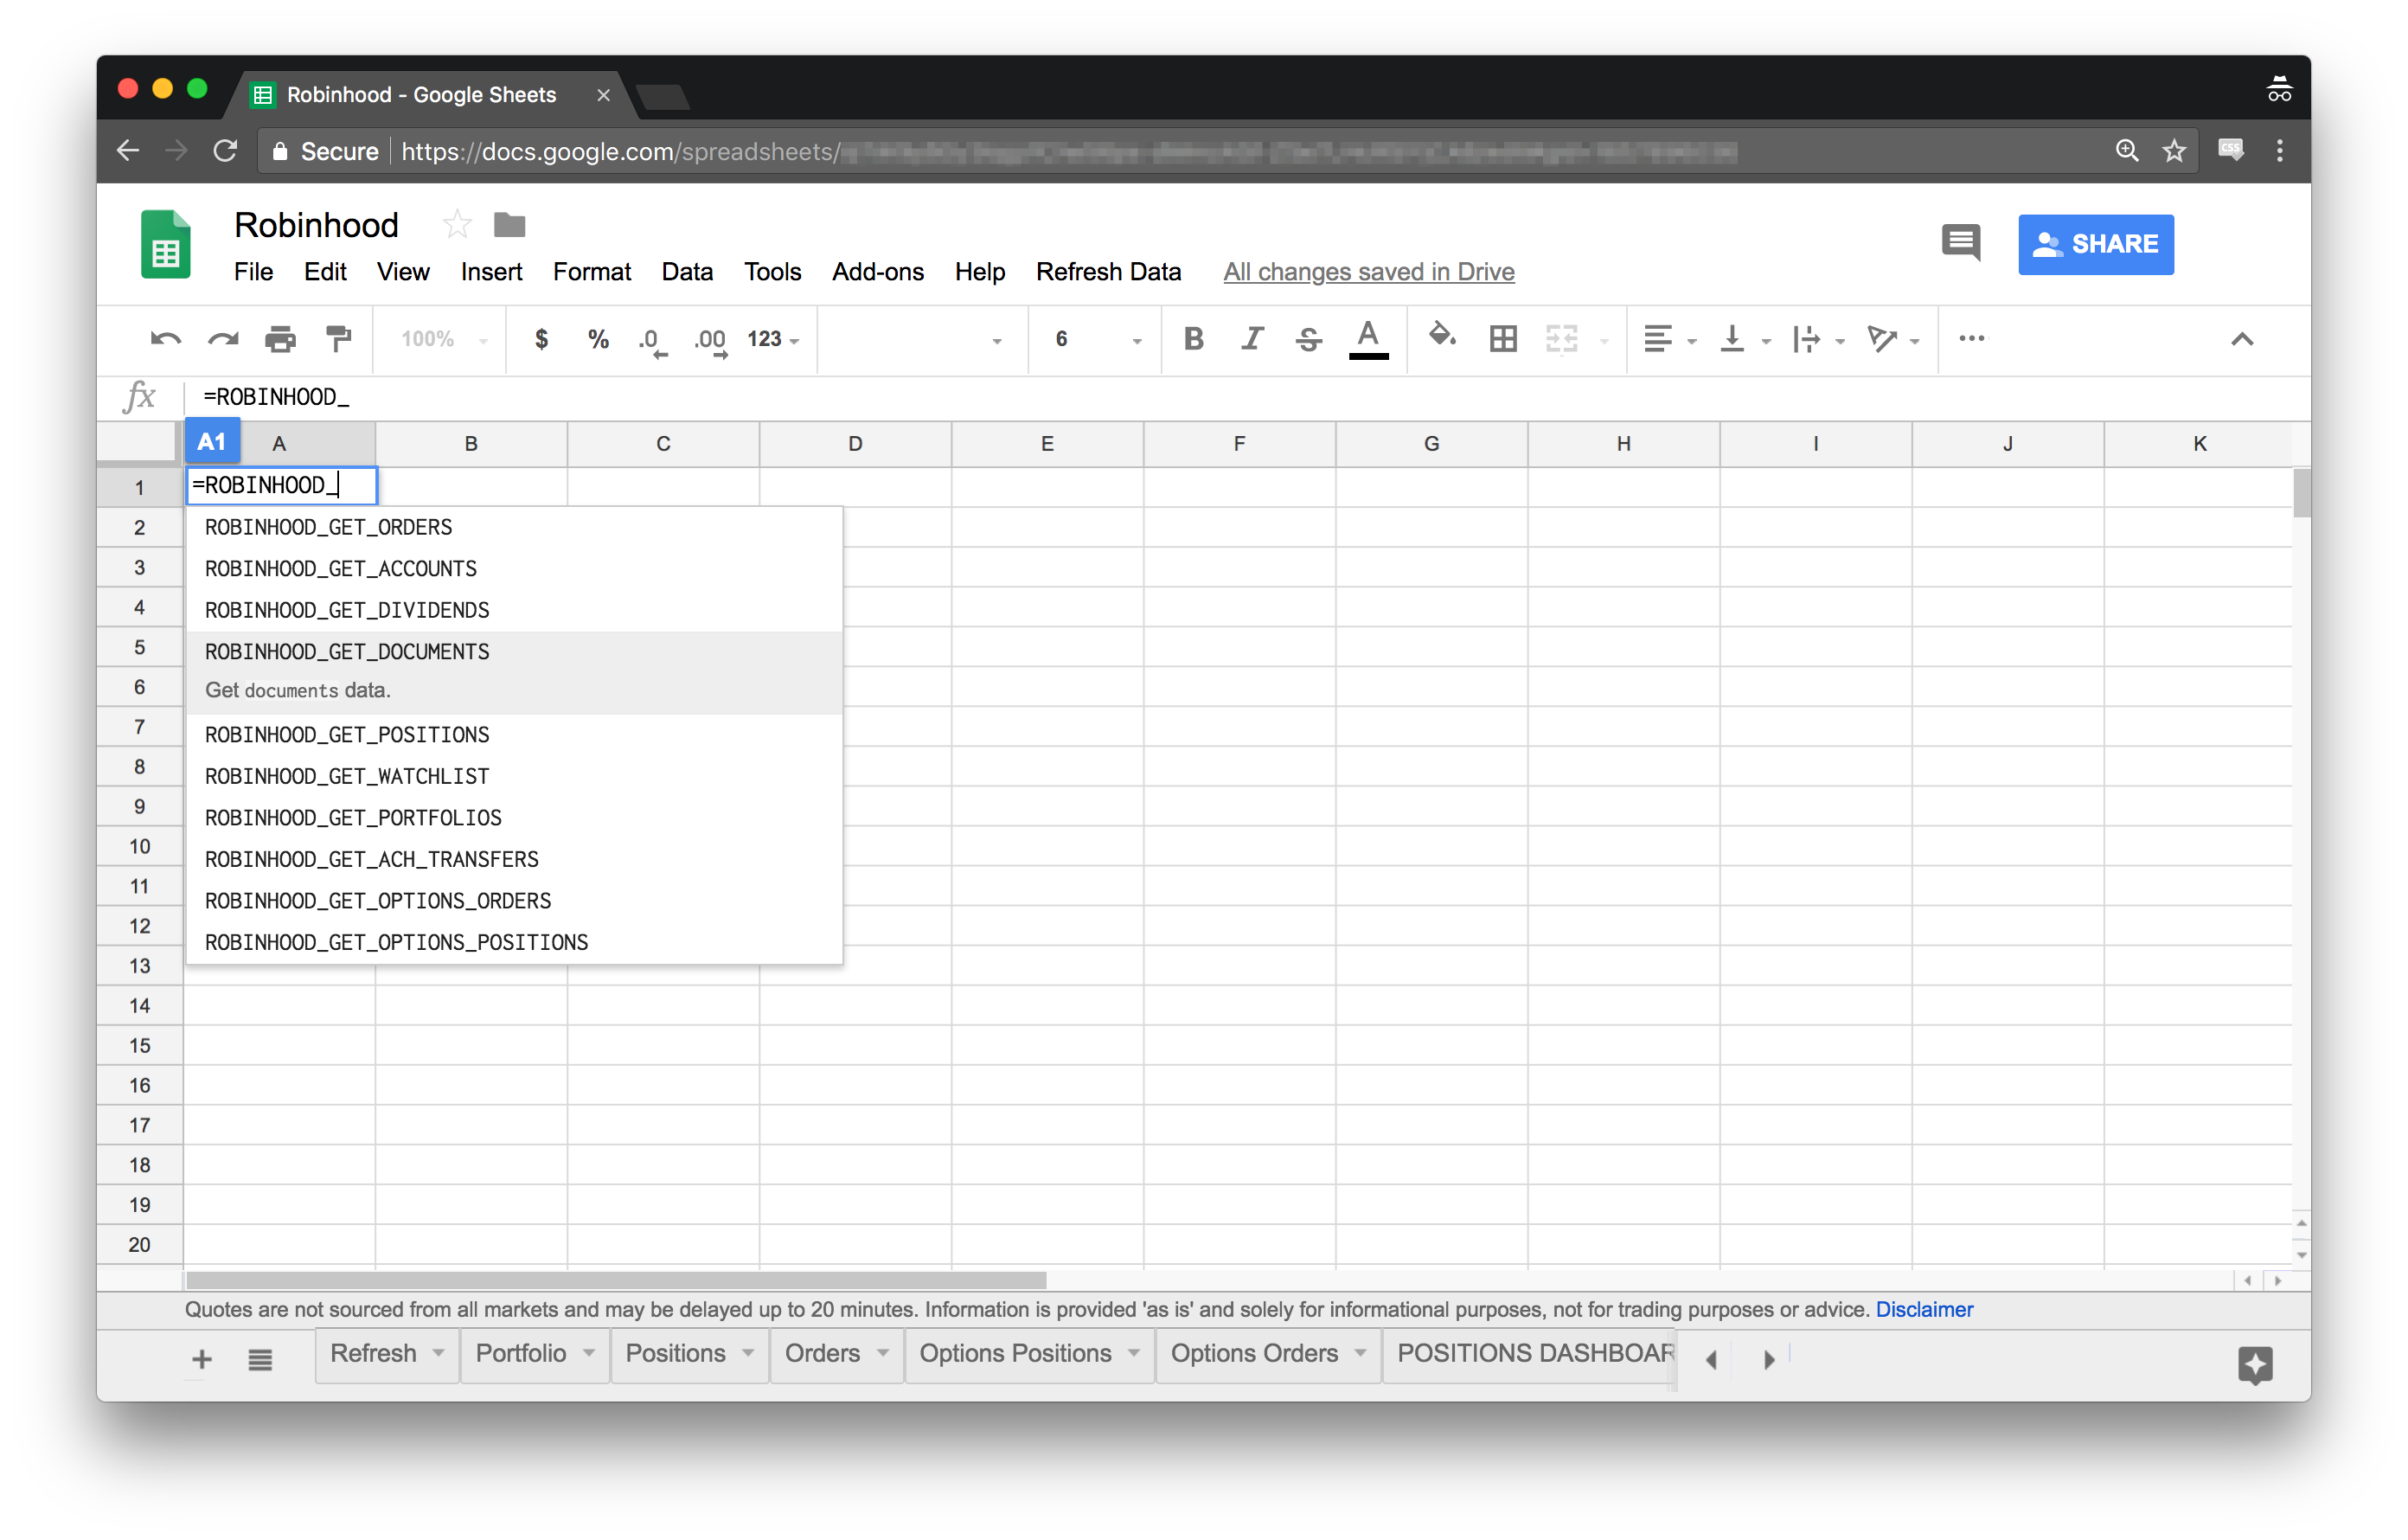 Robinhood - Google Sheets
Secure https://docs.google.com/spreadsheets/
CSS
Robinhood
File Edit View Insert Format Data Tools Add-ons Help Refresh Data All changes saved in Drive
SHARE
100% $ % .0 .00 123 6 B I S A
fx =ROBINHOOD_
A1 A B C D E F G H I J K
1 =ROBINHOOD_
2 ROBINHOOD_GET_ORDERS
3 ROBINHOOD_GET_ACCOUNTS
4 ROBINHOOD_GET_DIVIDENDS
5 ROBINHOOD_GET_DOCUMENTS
6 Get documents data.
7 ROBINHOOD_GET_POSITIONS
8 ROBINHOOD_GET_WATCHLIST
9 ROBINHOOD_GET_PORTFOLIOS
10 ROBINHOOD_GET_ACH_TRANSFERS
11 ROBINHOOD_GET_OPTIONS_ORDERS
12 ROBINHOOD_GET_OPTIONS_POSITIONS
13
14
15
16
17
18
19
20
Quotes are not sourced from all markets and may be delayed up to 20 minutes. Information is provided 'as is' and solely for informational purposes, not for trading purposes or advice. Disclaimer
Refresh Portfolio Positions Orders Options Positions Options Orders POSITIONS DASHBOAR